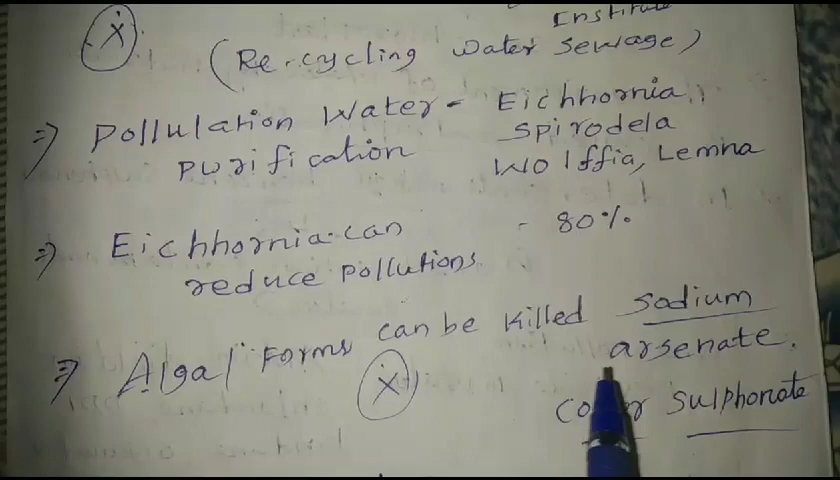 Institute
X
(Re-cycling water sewage)
=> Pollulation Water - Eichhornia,
purification Spirodela
Wolffia, Lemna
=> Eichhornia can - 80%
reduce pollutions
=> Algal Forms can be killed Sodium
arsenate.
X
Sulphonate